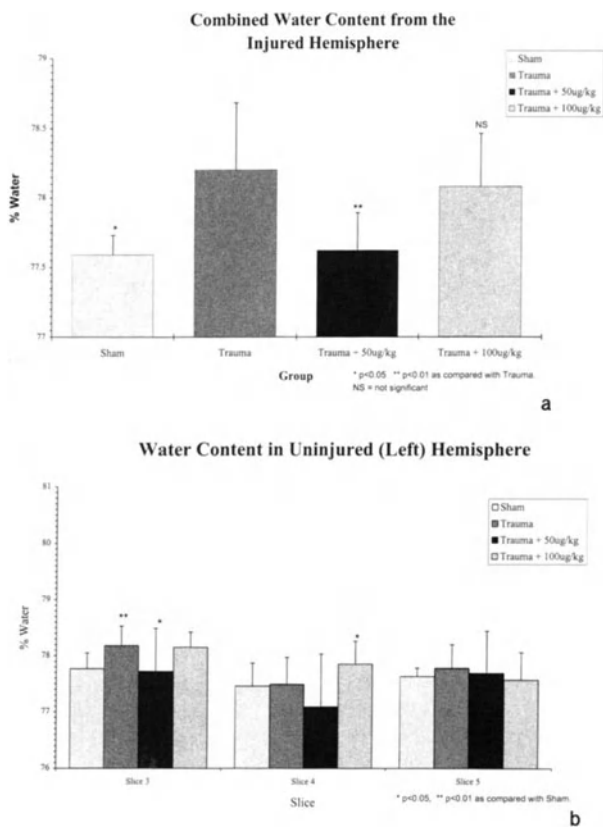 Combined Water Content from the
Injured Hemisphere
79
78.5
78
77.5
77
% Water
*
**
NS
Sham
Trauma
Trauma + 50ug/kg
Trauma + 100ug/kg
Sham
Trauma
Trauma + 50ug/kg
Trauma + 100ug/kg
Group
* p<0.05 ** p<0.01 as compared with Trauma.
NS = not significant
a
Water Content in Uninjured (Left) Hemisphere
81
80
79
78
77
76
% Water
Sham
Trauma
Trauma + 50ug/kg
Trauma + 100ug/kg
**
*
*
Slice 3
Slice 4
Slice 5
Slice
* p<0.05, ** p<0.01 as compared with Sham.
b